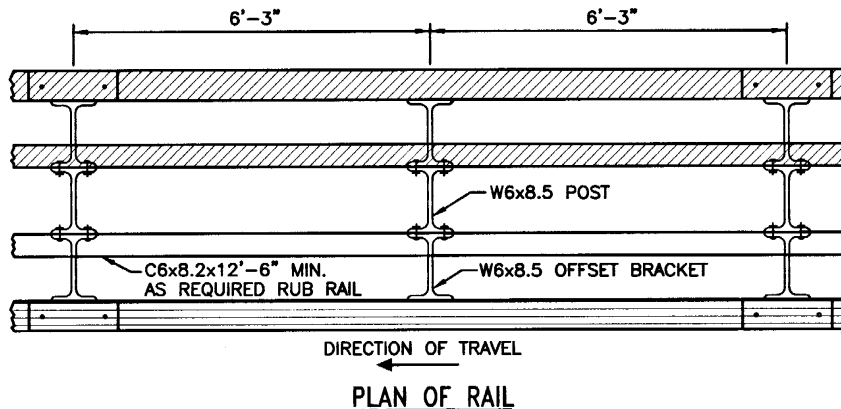 6'-3" 6'-3"
W6x8.5 POST
C6x8.2x12'-6" MIN.
AS REQUIRED RUB RAIL
W6x8.5 OFFSET BRACKET
DIRECTION OF TRAVEL
PLAN OF RAIL